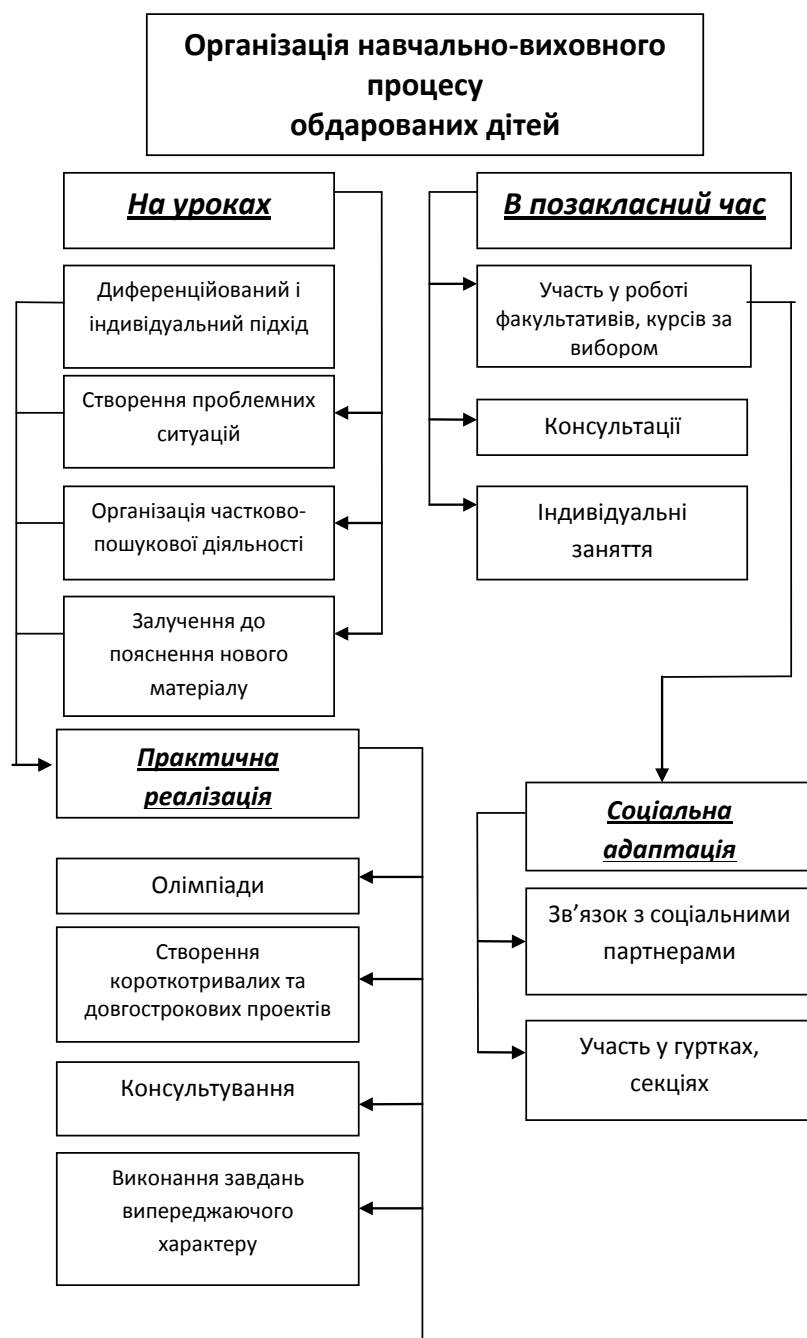 Організація навчально-виховного
процесу
обдарованих дітей
На уроках
Диференційований і
індивідуальний підхід
Створення проблемних
ситуацій
Організація частково-
пошукової діяльності
Залучення до
пояснення нового
матеріалу
Практична
реалізація
Олімпіади
Створення
короткотривалих та
довгострокових проектів
Консультування
Виконання завдань
випереджаючого
характеру
В позакласний час
Участь у роботі
факультативів, курсів за
вибором
Консультації
Індивідуальні
заняття
Соціальна
адаптація
Зв’язок з соціальними
партнерами
Участь у гуртках,
секціях